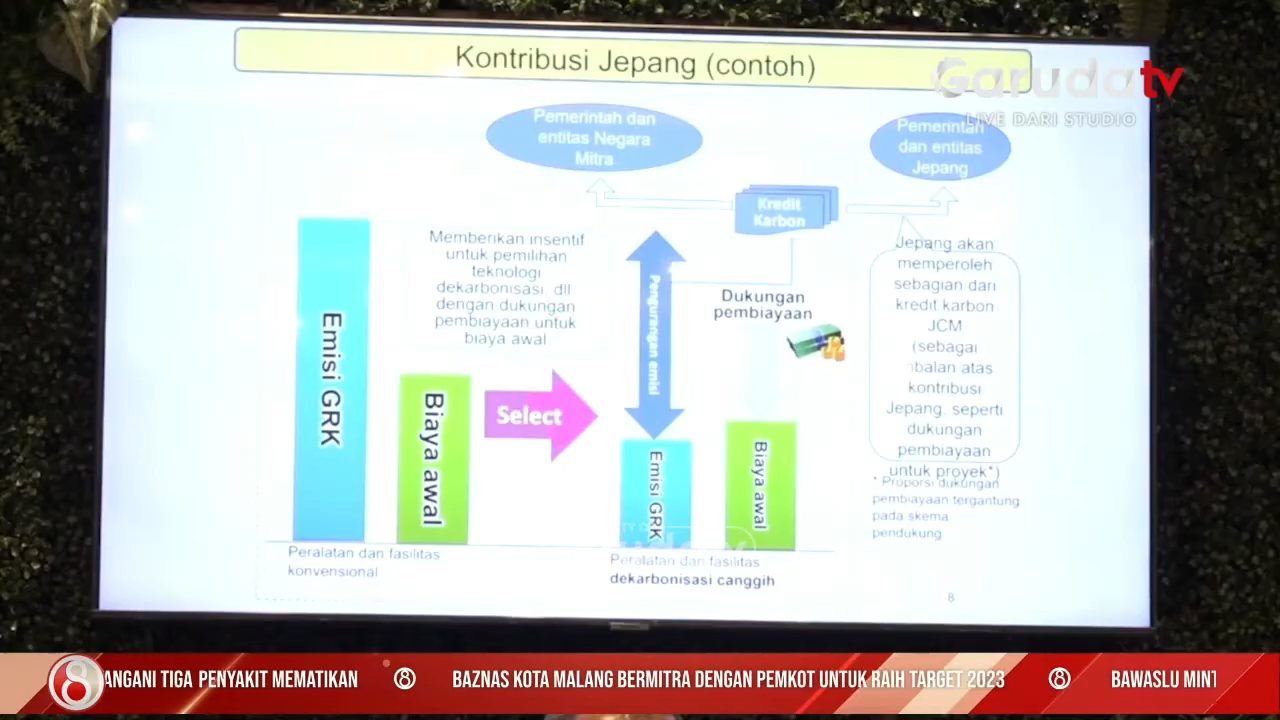 Kontribusi Jepang (contoh)
Garudatv
LIVE DARI STUDIO
Pemerintah dan
entitas Negara
Mitra
Pemerintah
dan entitas
Jepang
Kredit
Karbon
Memberikan insentif
untuk pemilihan
teknologi
dekarbonisasi dll
dengan dukungan
pembiayaan untuk
biaya awal
Emisi GRK
Biaya awal
Select
Pengurangan emisi
Dukungan
pembiayaan
Emisi GRK
Biaya awal
Jepang akan
memperoleh
sebagian dari
kredit karbon
JCM
(sebagai
atas
kontribusi
Jepang. seperti
dukungan
pembiayaan
untuk proyek*)
* Proporsi dukungan
pembiayaan tergantung
pada skema
pendukung
Peralatan dan fasilitas
konvensional
Peralatan dan fasilitas
dekarbonisasi canggih
8
8 ANGANI TIGA PENYAKIT MEMATIKAN 8 BAZNAS KOTA MALANG BERMITRA DENGAN PEMKOT UNTUK RAIH TARGET 2023 8 BAWASLU MINT